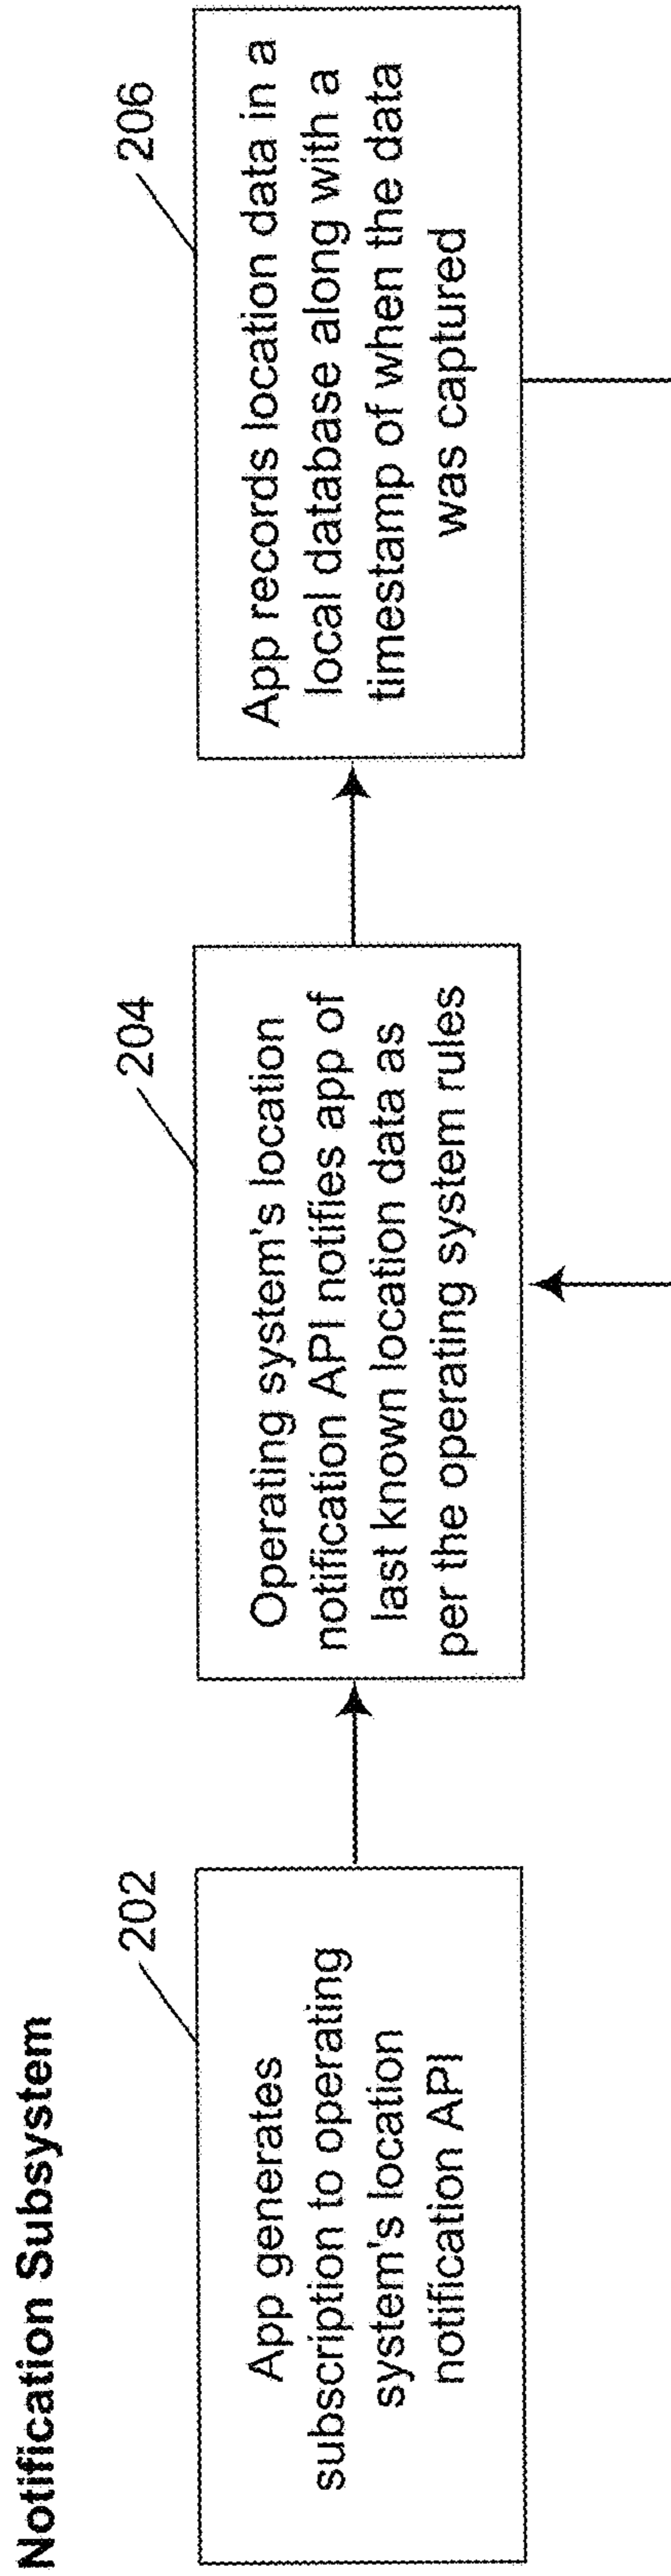 Notification Subsystem
202
App generates
subscription to operating
system's location
notification API
204
Operating system's location
notification API notifies app of
last known location data as
per the operating system rules
206
App records location data in a
local database along with a
timestamp of when the data
was captured